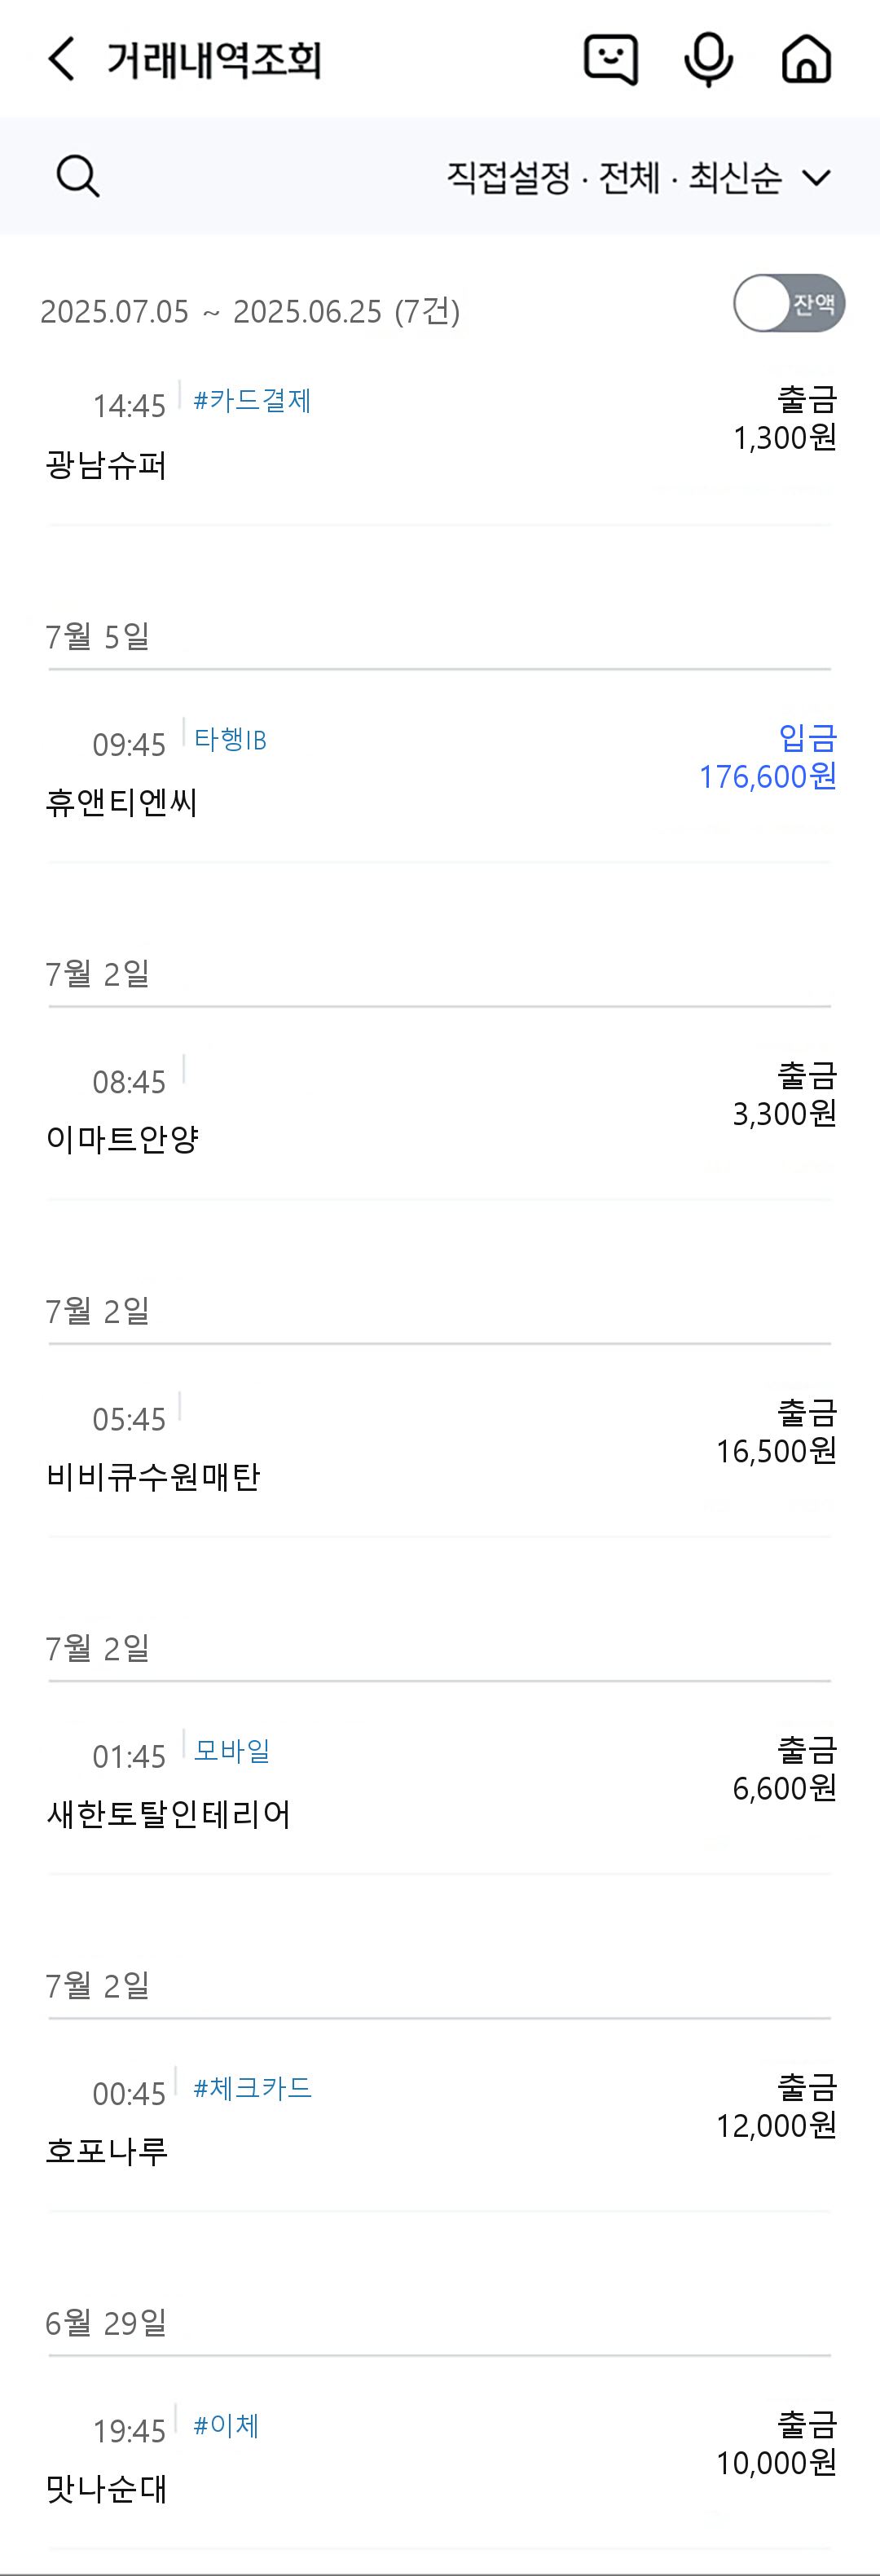 거래내역조회
직접설정 · 전체 · 최신순
2025.07.05 ~ 2025.06.25 (7건)
잔액
14:45 #카드결제
출금
1,300원
광남슈퍼
7월 5일
09:45 타행IB
입금
176,600원
휴앤티엔씨
7월 2일
08:45
출금
3,300원
이마트안양
7월 2일
05:45
출금
16,500원
비비큐수원매탄
7월 2일
01:45 모바일
출금
6,600원
새한토탈인테리어
7월 2일
00:45 #체크카드
출금
12,000원
호포나루
6월 29일
19:45 #이체
출금
10,000원
맛나순대